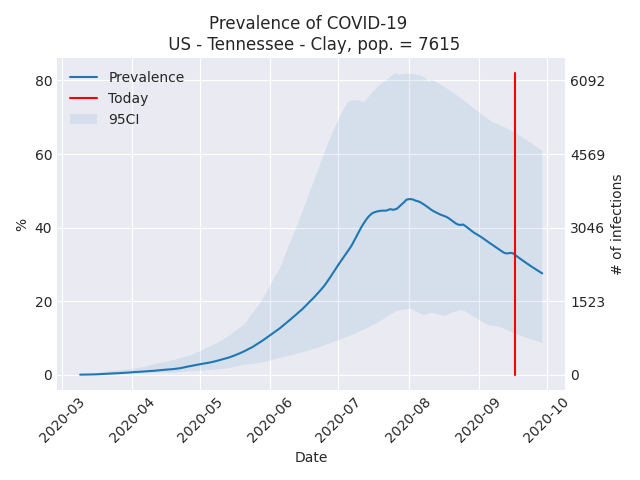 Prevalence of COVID-19
US - Tennessee - Clay, pop. = 7615
Prevalence
Today
95CI
80
60
40
20
0
%
6092
4569
3046
1523
0
# of infections
2020-03
2020-04
2020-05
2020-06
2020-07
2020-08
2020-09
2020-10
Date